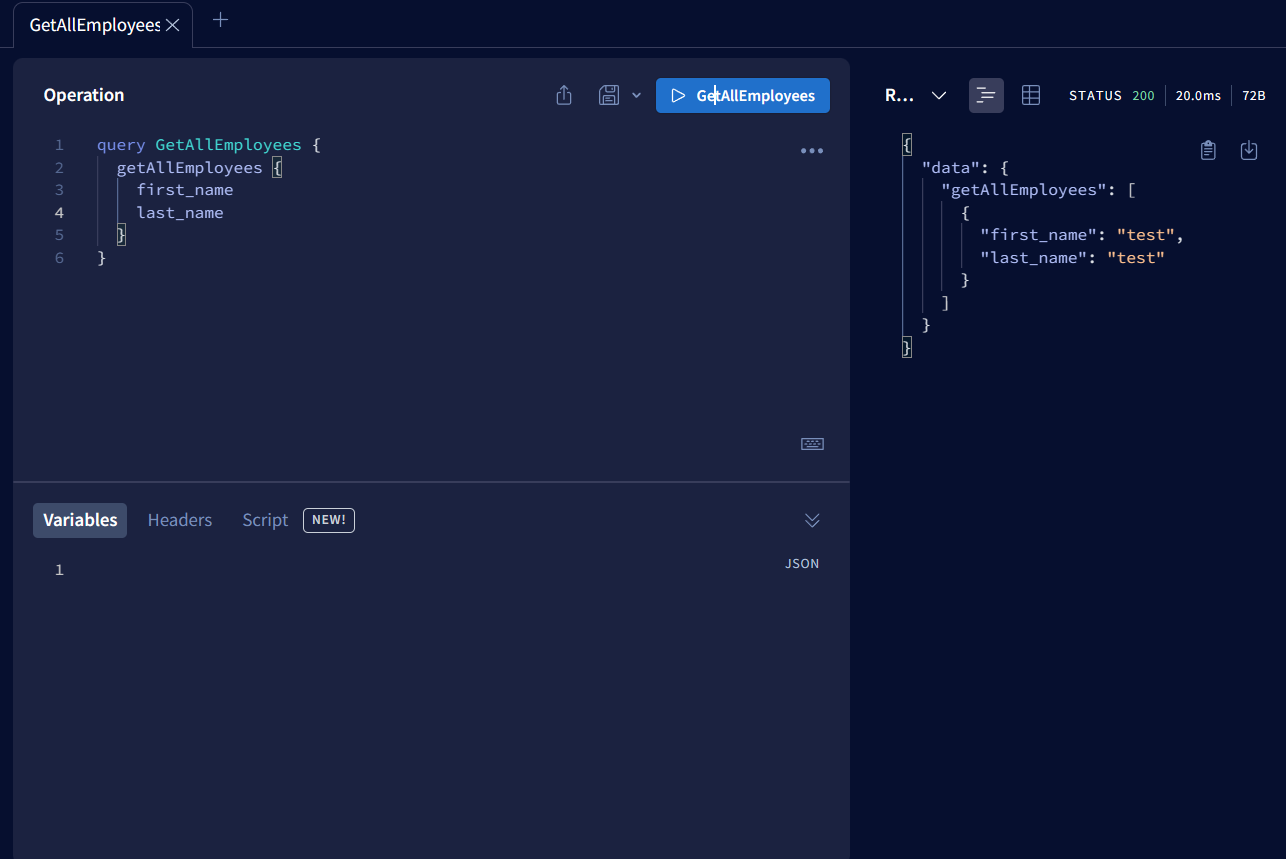 GetAllEmployees
Operation
GetAllEmployees
1 query GetAllEmployees {
2 getAllEmployees {
3 first_name
4 last_name
5 }
6 }
Variables Headers Script NEW!
JSON
1
R... STATUS 200 20.0ms 72B
{
"data": {
"getAllEmployees": [
{
"first_name": "test",
"last_name": "test"
}
]
}
}